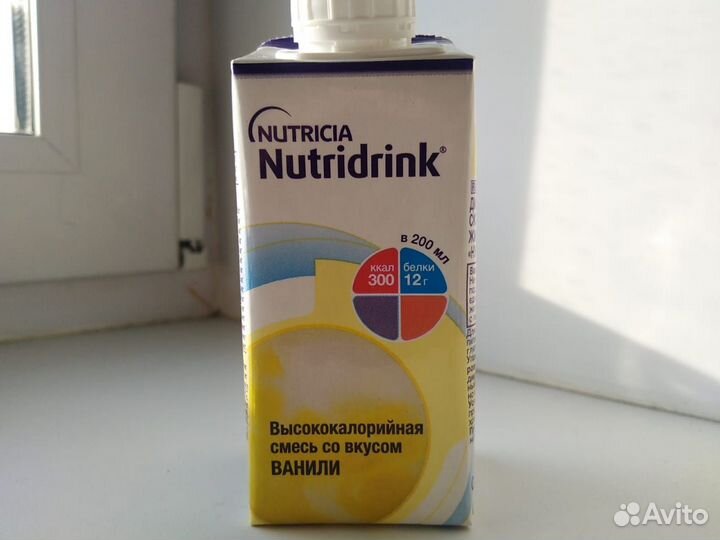 NUTRICIA
Nutridrink®
в 200 мл
ккал
300
белки
12 г
Высококалорийная
смесь со вкусом
ВАНИЛИ
Avito